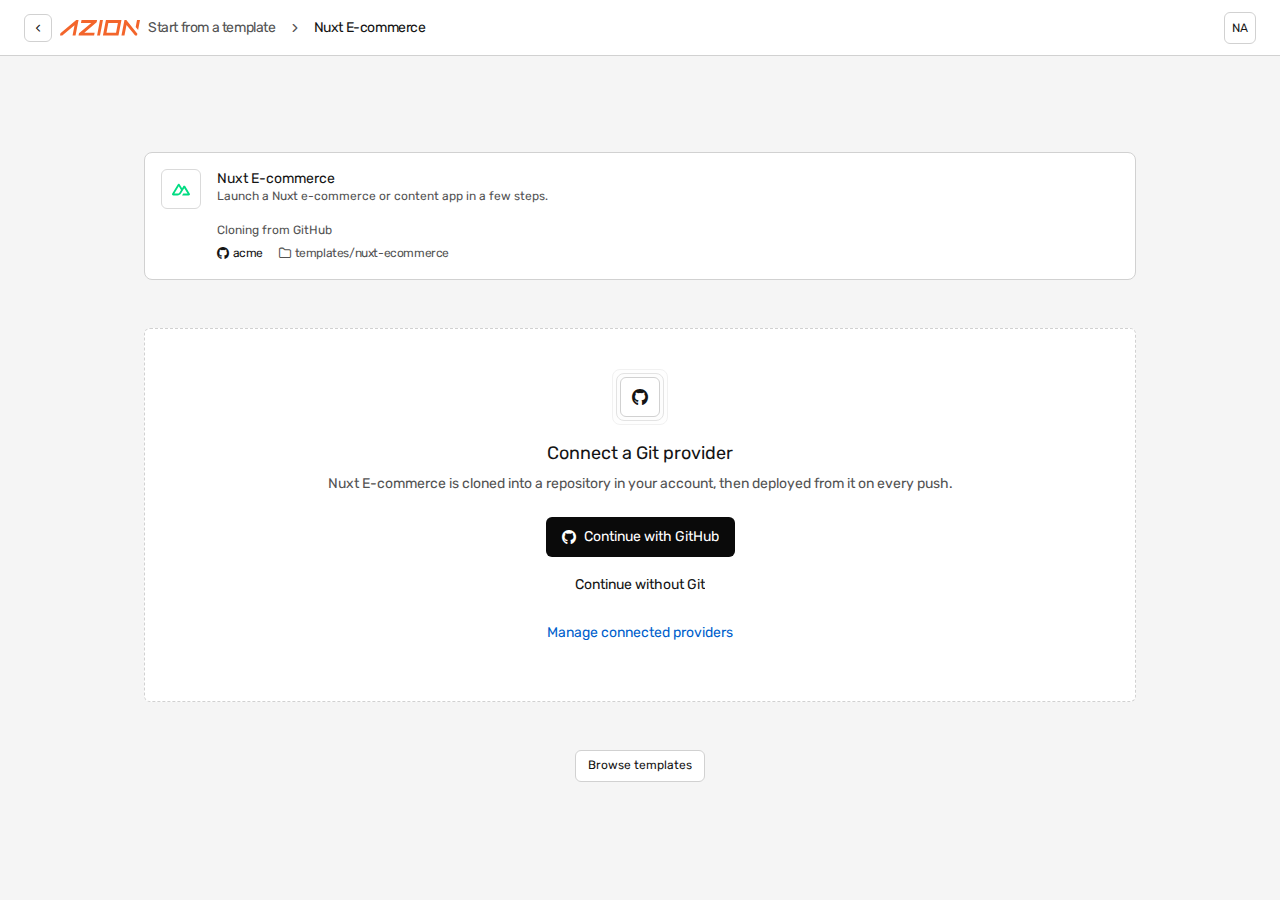 AZION Start from a template Nuxt E-commerce NA
Nuxt E-commerce
Launch a Nuxt e-commerce or content app in a few steps.
Cloning from GitHub
acme templates/nuxt-ecommerce
Connect a Git provider
Nuxt E-commerce is cloned into a repository in your account, then deployed from it on every push.
Continue with GitHub
Continue without Git
Manage connected providers
Browse templates